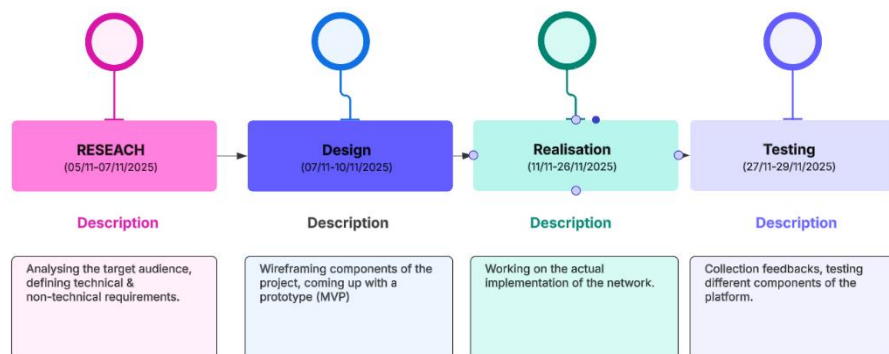 RESEACH
(05/11-07/11/2025)
Design
(07/11-10/11/2025)
Realisation
(11/11-26/11/2025)
Testing
(27/11-29/11/2025)
Description
Description
Description
Description
Analysing the target audience,
defining technical &
non-technical requirements.
Wireframing components of the
project, coming up with a
prototype (MVP)
Working on the actual
implementation of the network.
Collection feedbacks, testing
different components of the
platform.